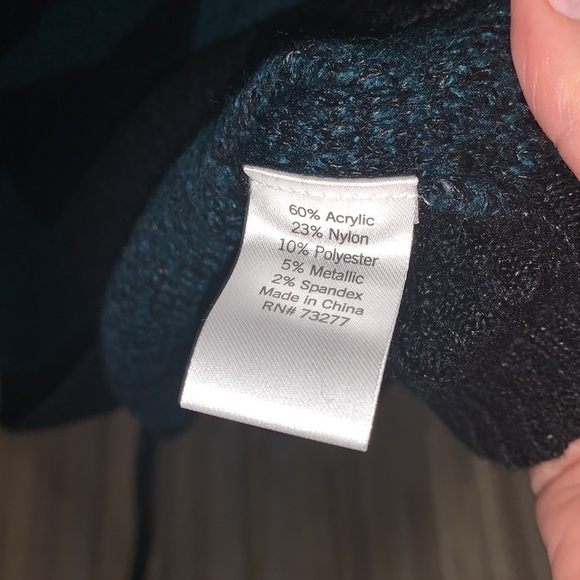 60% Acrylic
23% Nylon
10% Polyester
5% Metallic
2% Spandex
Made in China
RN# 73277